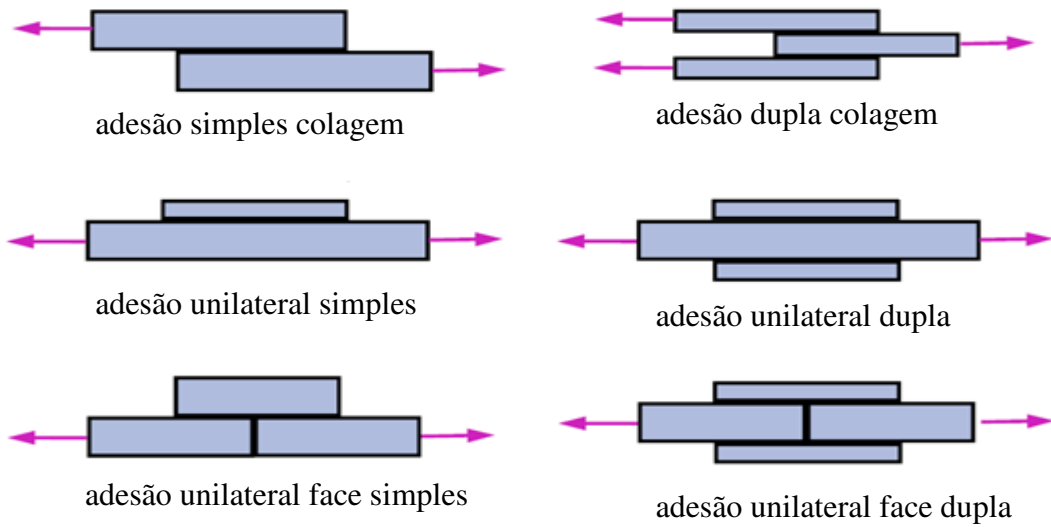 adesão simples colagem
adesão dupla colagem
adesão unilateral simples
adesão unilateral dupla
adesão unilateral face simples
adesão unilateral face dupla